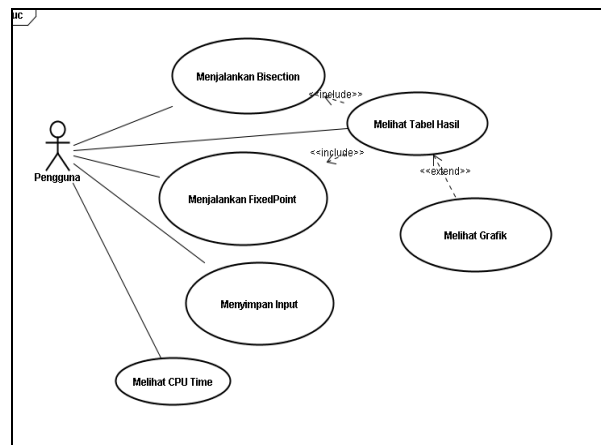 uc
Menjalankan Bisection
<<include>>
Melihat Tabel Hasil
<<include>>
<<extend>>
Pengguna
Menjalankan FixedPoint
Melihat Grafik
Menyimpan Input
Melihat CPU Time